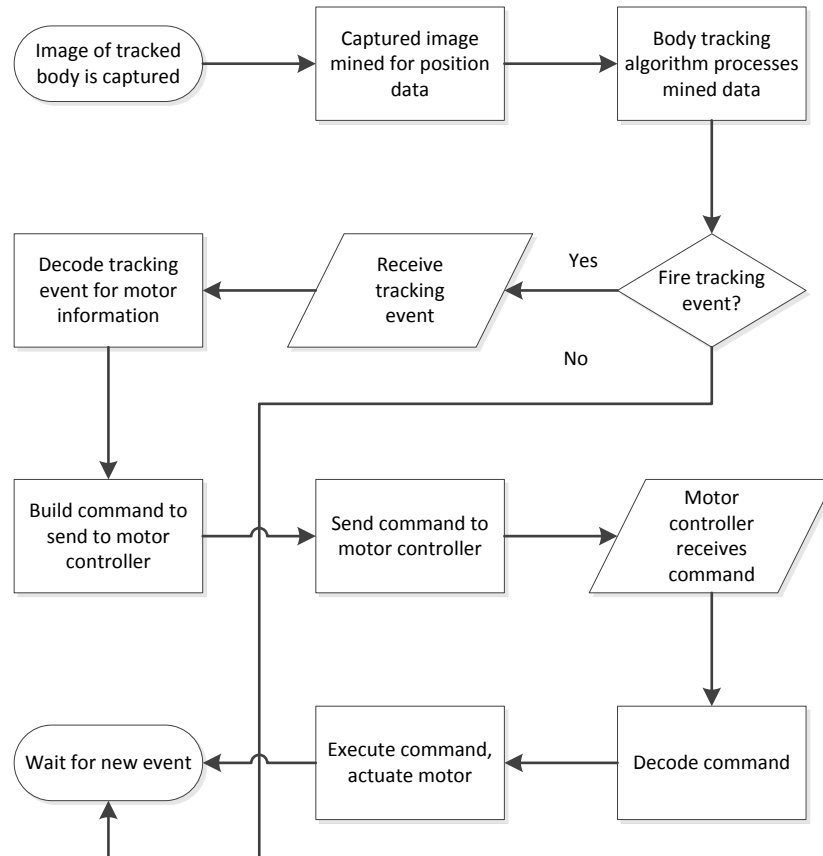 Image of tracked
body is captured
Captured image
mined for position
data
Body tracking
algorithm processes
mined data
Fire tracking
event?
Yes
No
Receive
tracking
event
Decode tracking
event for motor
information
Build command to
send to motor
controller
Send command to
motor controller
Motor
controller
receives
command
Decode command
Execute command,
actuate motor
Wait for new event